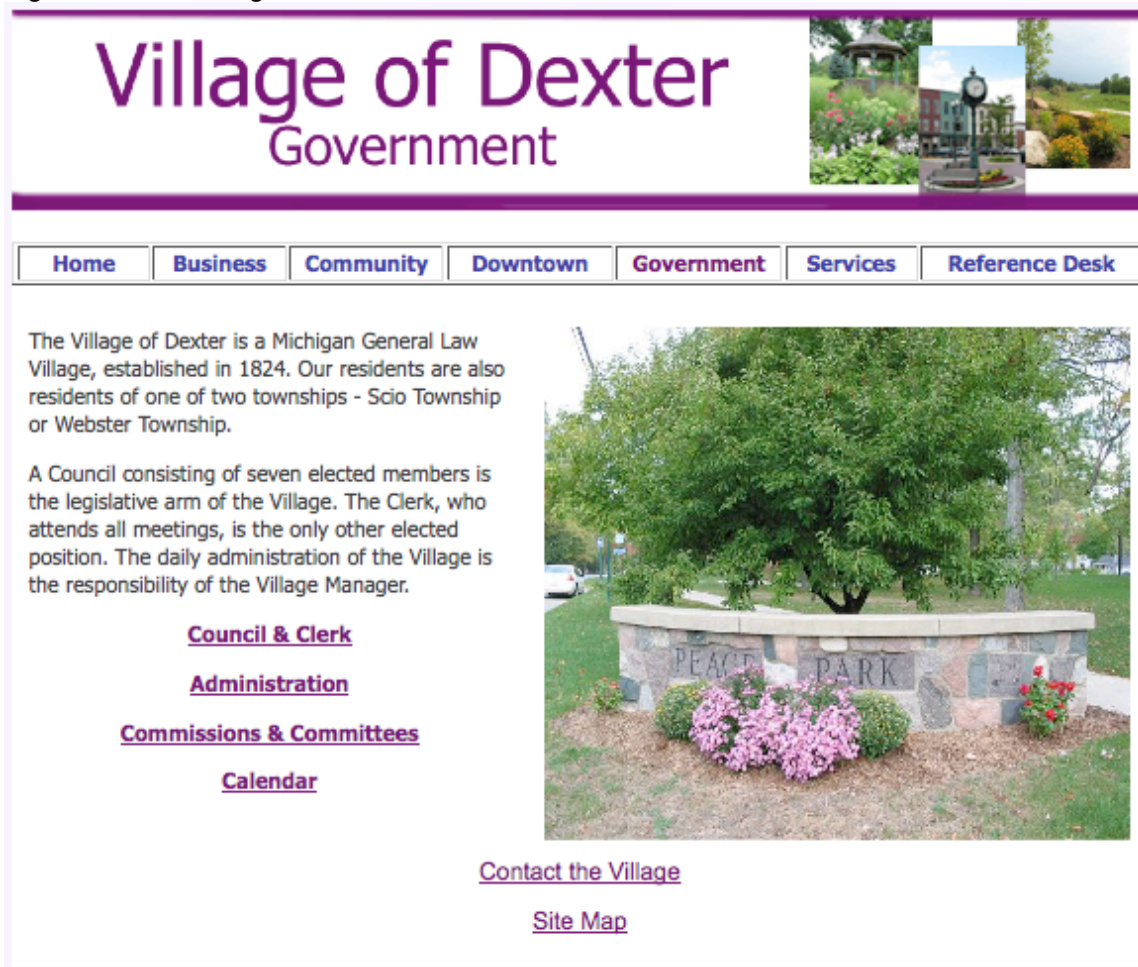 Village of Dexter
Government
Home Business Community Downtown Government Services Reference Desk
The Village of Dexter is a Michigan General Law
Village, established in 1824. Our residents are also
residents of one of two townships - Scio Township
or Webster Township.
A Council consisting of seven elected members is
the legislative arm of the Village. The Clerk, who
attends all meetings, is the only other elected
position. The daily administration of the Village is
the responsibility of the Village Manager.
Council & Clerk
Administration
Commissions & Committees
Calendar
PEACE PARK
Contact the Village
Site Map